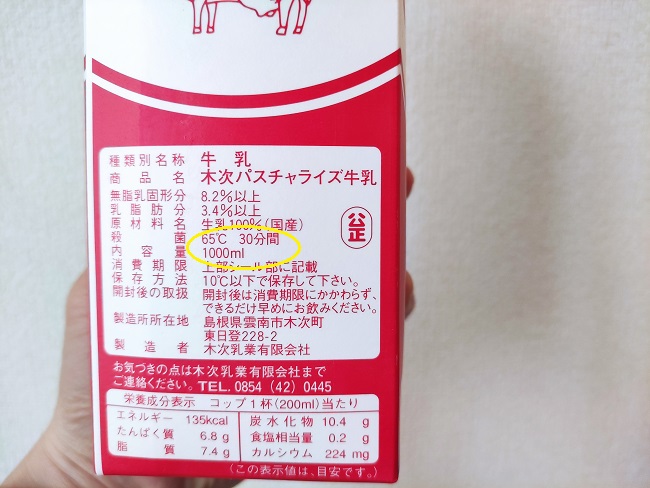 種類別名称 牛 乳
商品名 木次パスチャライズ牛乳
無脂乳固形分 8.2%以上
乳脂肪分 3.4%以上
原材料名 生乳100%(国産)
殺菌 65℃ 30分間
内容量 1000ml
消費期限 上部シール部に記載
保存方法 10℃以下で保存して下さい。
開封後の取扱 開封後は消費期限にかかわらず、
できるだけ早めにお飲みください。
製造所所在地 島根県雲南市木次町
東日登228-2
製造者 木次乳業有限会社
公正
お気づきの点は木次乳業有限会社まで
ご連絡ください。TEL. 0854 (42) 0445
栄養成分表示 コップ1杯(200ml)当たり
エネルギー 135kcal 炭水化物 10.4 g
たんぱく質 6.8 g 食塩相当量 0.2 g
脂質 7.4 g カルシウム 224 mg
(この表示値は、目安です。)